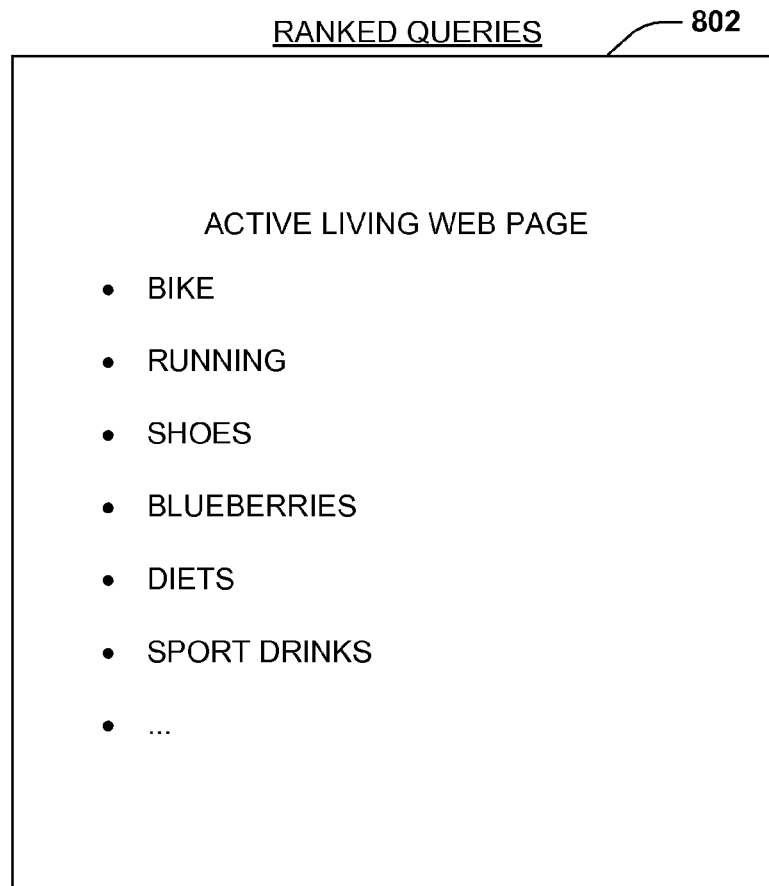 RANKED QUERIES
802
ACTIVE LIVING WEB PAGE
• BIKE
• RUNNING
• SHOES
• BLUEBERRIES
• DIETS
• SPORT DRINKS
• ...